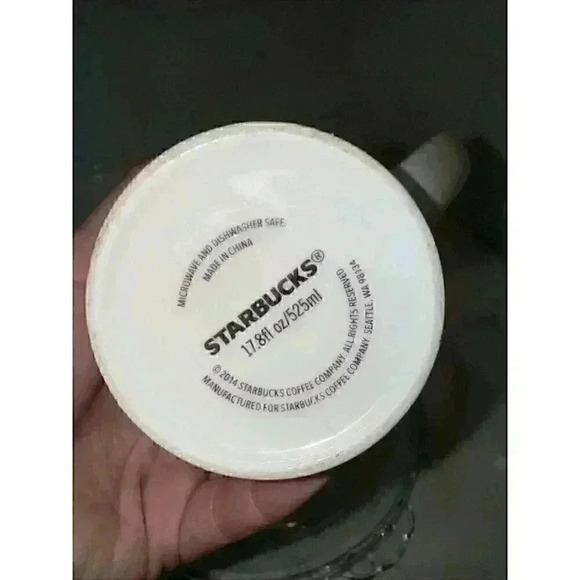 MICROWAVE AND DISHWASHER SAFE
MADE IN CHINA
STARBUCKS®
17.8fl oz/525ml
© 2014 STARBUCKS COFFEE COMPANY. ALL RIGHTS RESERVED
MANUFACTURED FOR STARBUCKS COFFEE COMPANY. SEATTLE, WA 98134